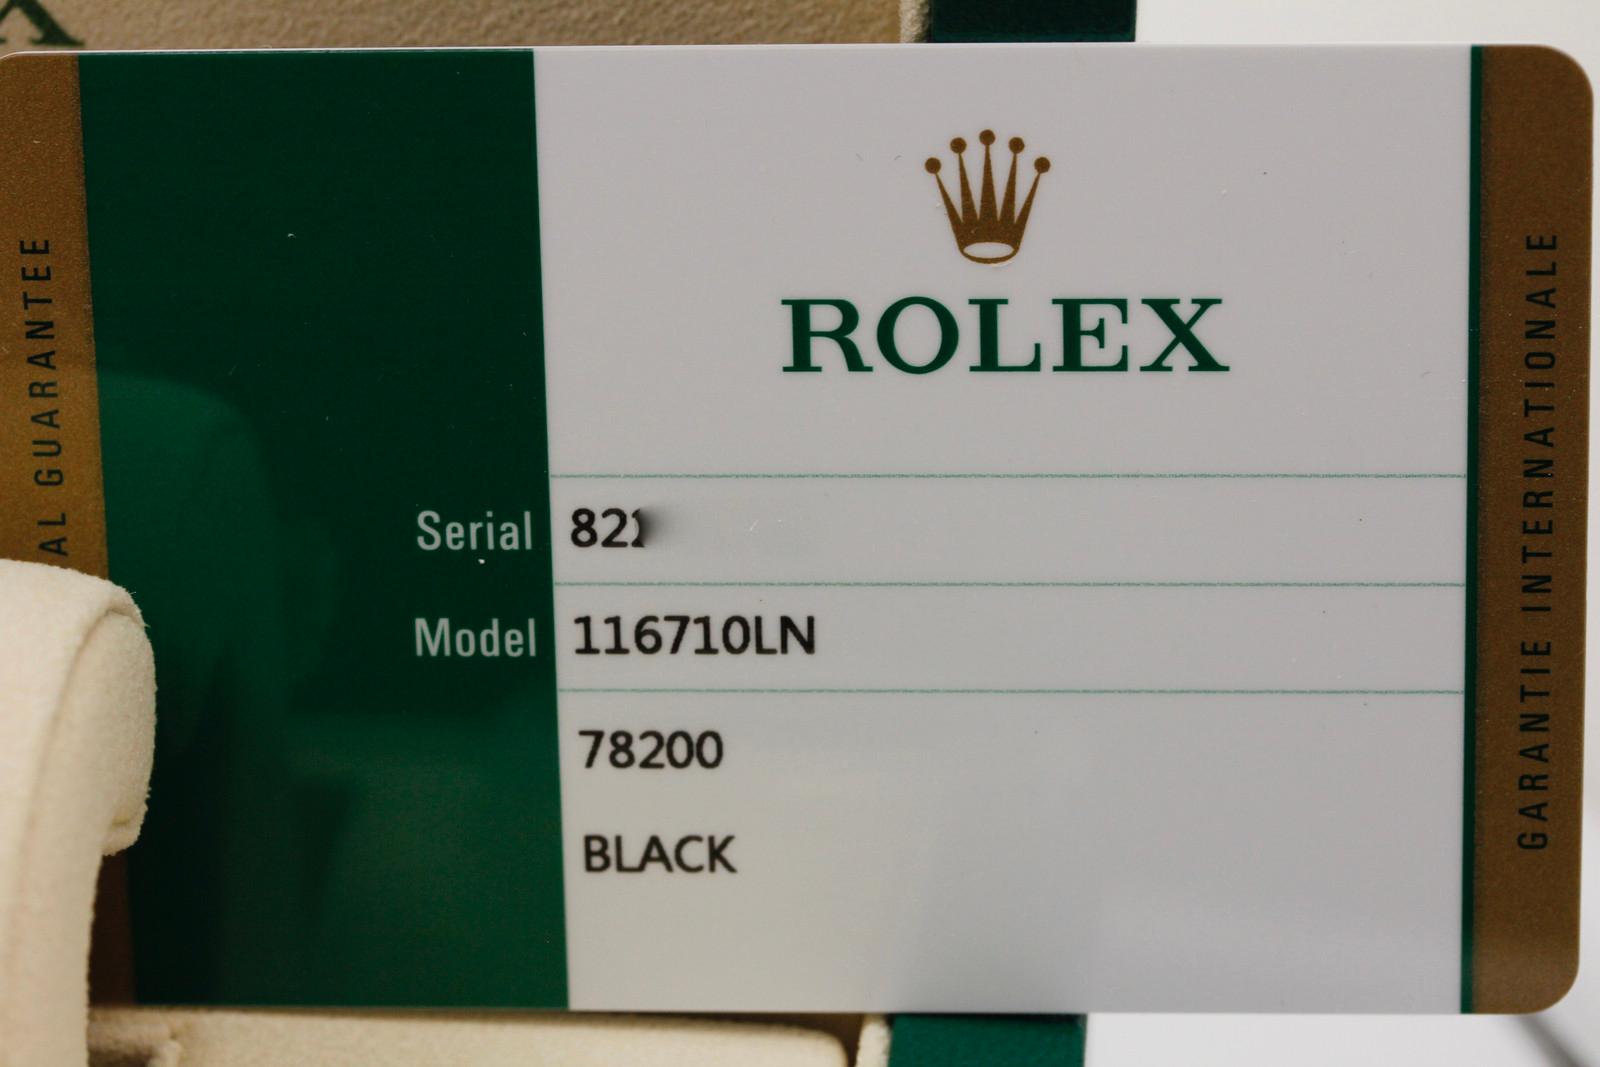 AL GUARANTEE
ROLEX
Serial 82
Model 116710LN
78200
BLACK
GARANTIE INTERNATIONALE